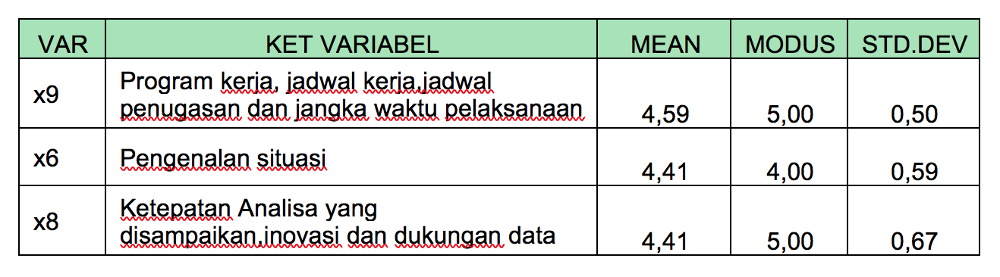 VAR KET VARIABEL MEAN MODUS STD.DEV
x9 Program kerja, jadwal kerja,jadwal
penugasan dan jangka waktu pelaksanaan 4,59 5,00 0,50
x6 Pengenalan situasi 4,41 4,00 0,59
x8 Ketepatan Analisa yang
disampaikan,inovasi dan dukungan data 4,41 5,00 0,67